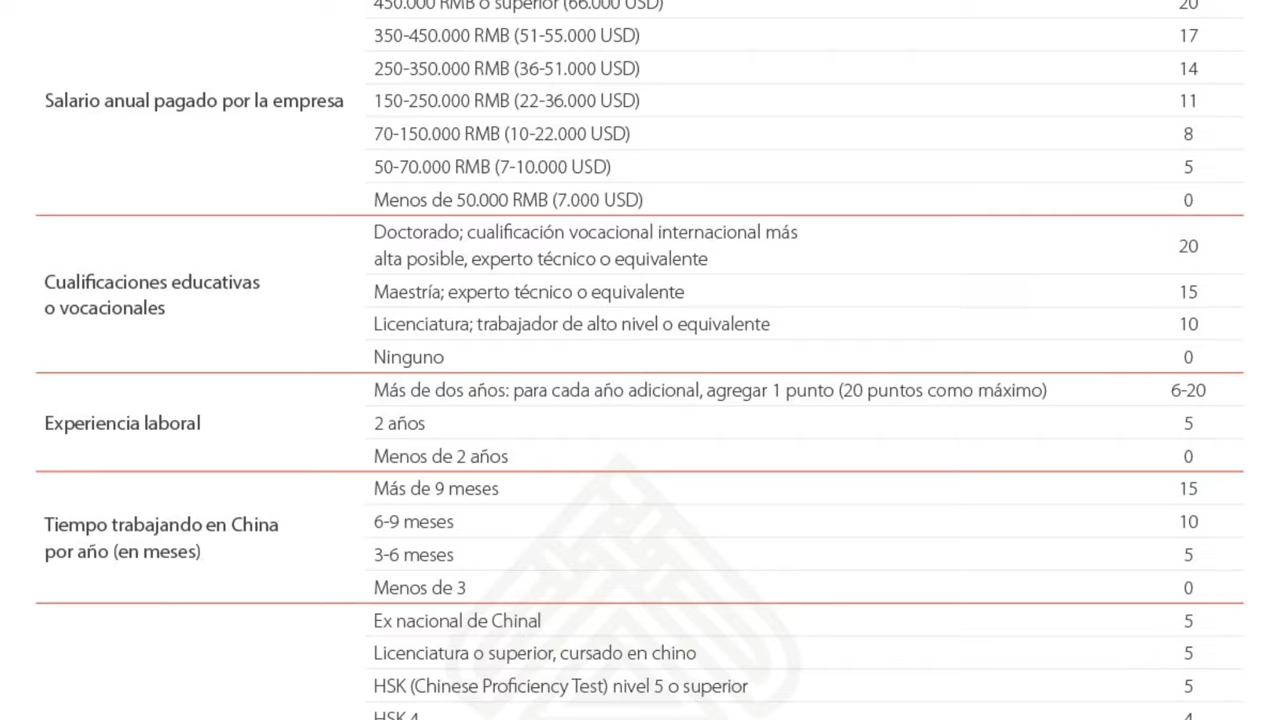 450.000 RMB o superior (66.000 USD) 20
350-450.000 RMB (51-55.000 USD) 17
250-350.000 RMB (36-51.000 USD) 14
Salario anual pagado por la empresa 150-250.000 RMB (22-36.000 USD) 11
70-150.000 RMB (10-22.000 USD) 8
50-70.000 RMB (7-10.000 USD) 5
Menos de 50.000 RMB (7.000 USD) 0
Cualificaciones educativas
o vocacionales
Doctorado; cualificación vocacional internacional más
alta posible, experto técnico o equivalente 20
Maestría; experto técnico o equivalente 15
Licenciatura; trabajador de alto nivel o equivalente 10
Ninguno 0
Más de dos años: para cada año adicional, agregar 1 punto (20 puntos como máximo) 6-20
Experiencia laboral 2 años 5
Menos de 2 años 0
Tiempo trabajando en China
por año (en meses)
Más de 9 meses 15
6-9 meses 10
3-6 meses 5
Menos de 3 0
Ex nacional de Chinal 5
Licenciatura o superior, cursado en chino 5
HSK (Chinese Proficiency Test) nivel 5 o superior 5
HSK 4 4